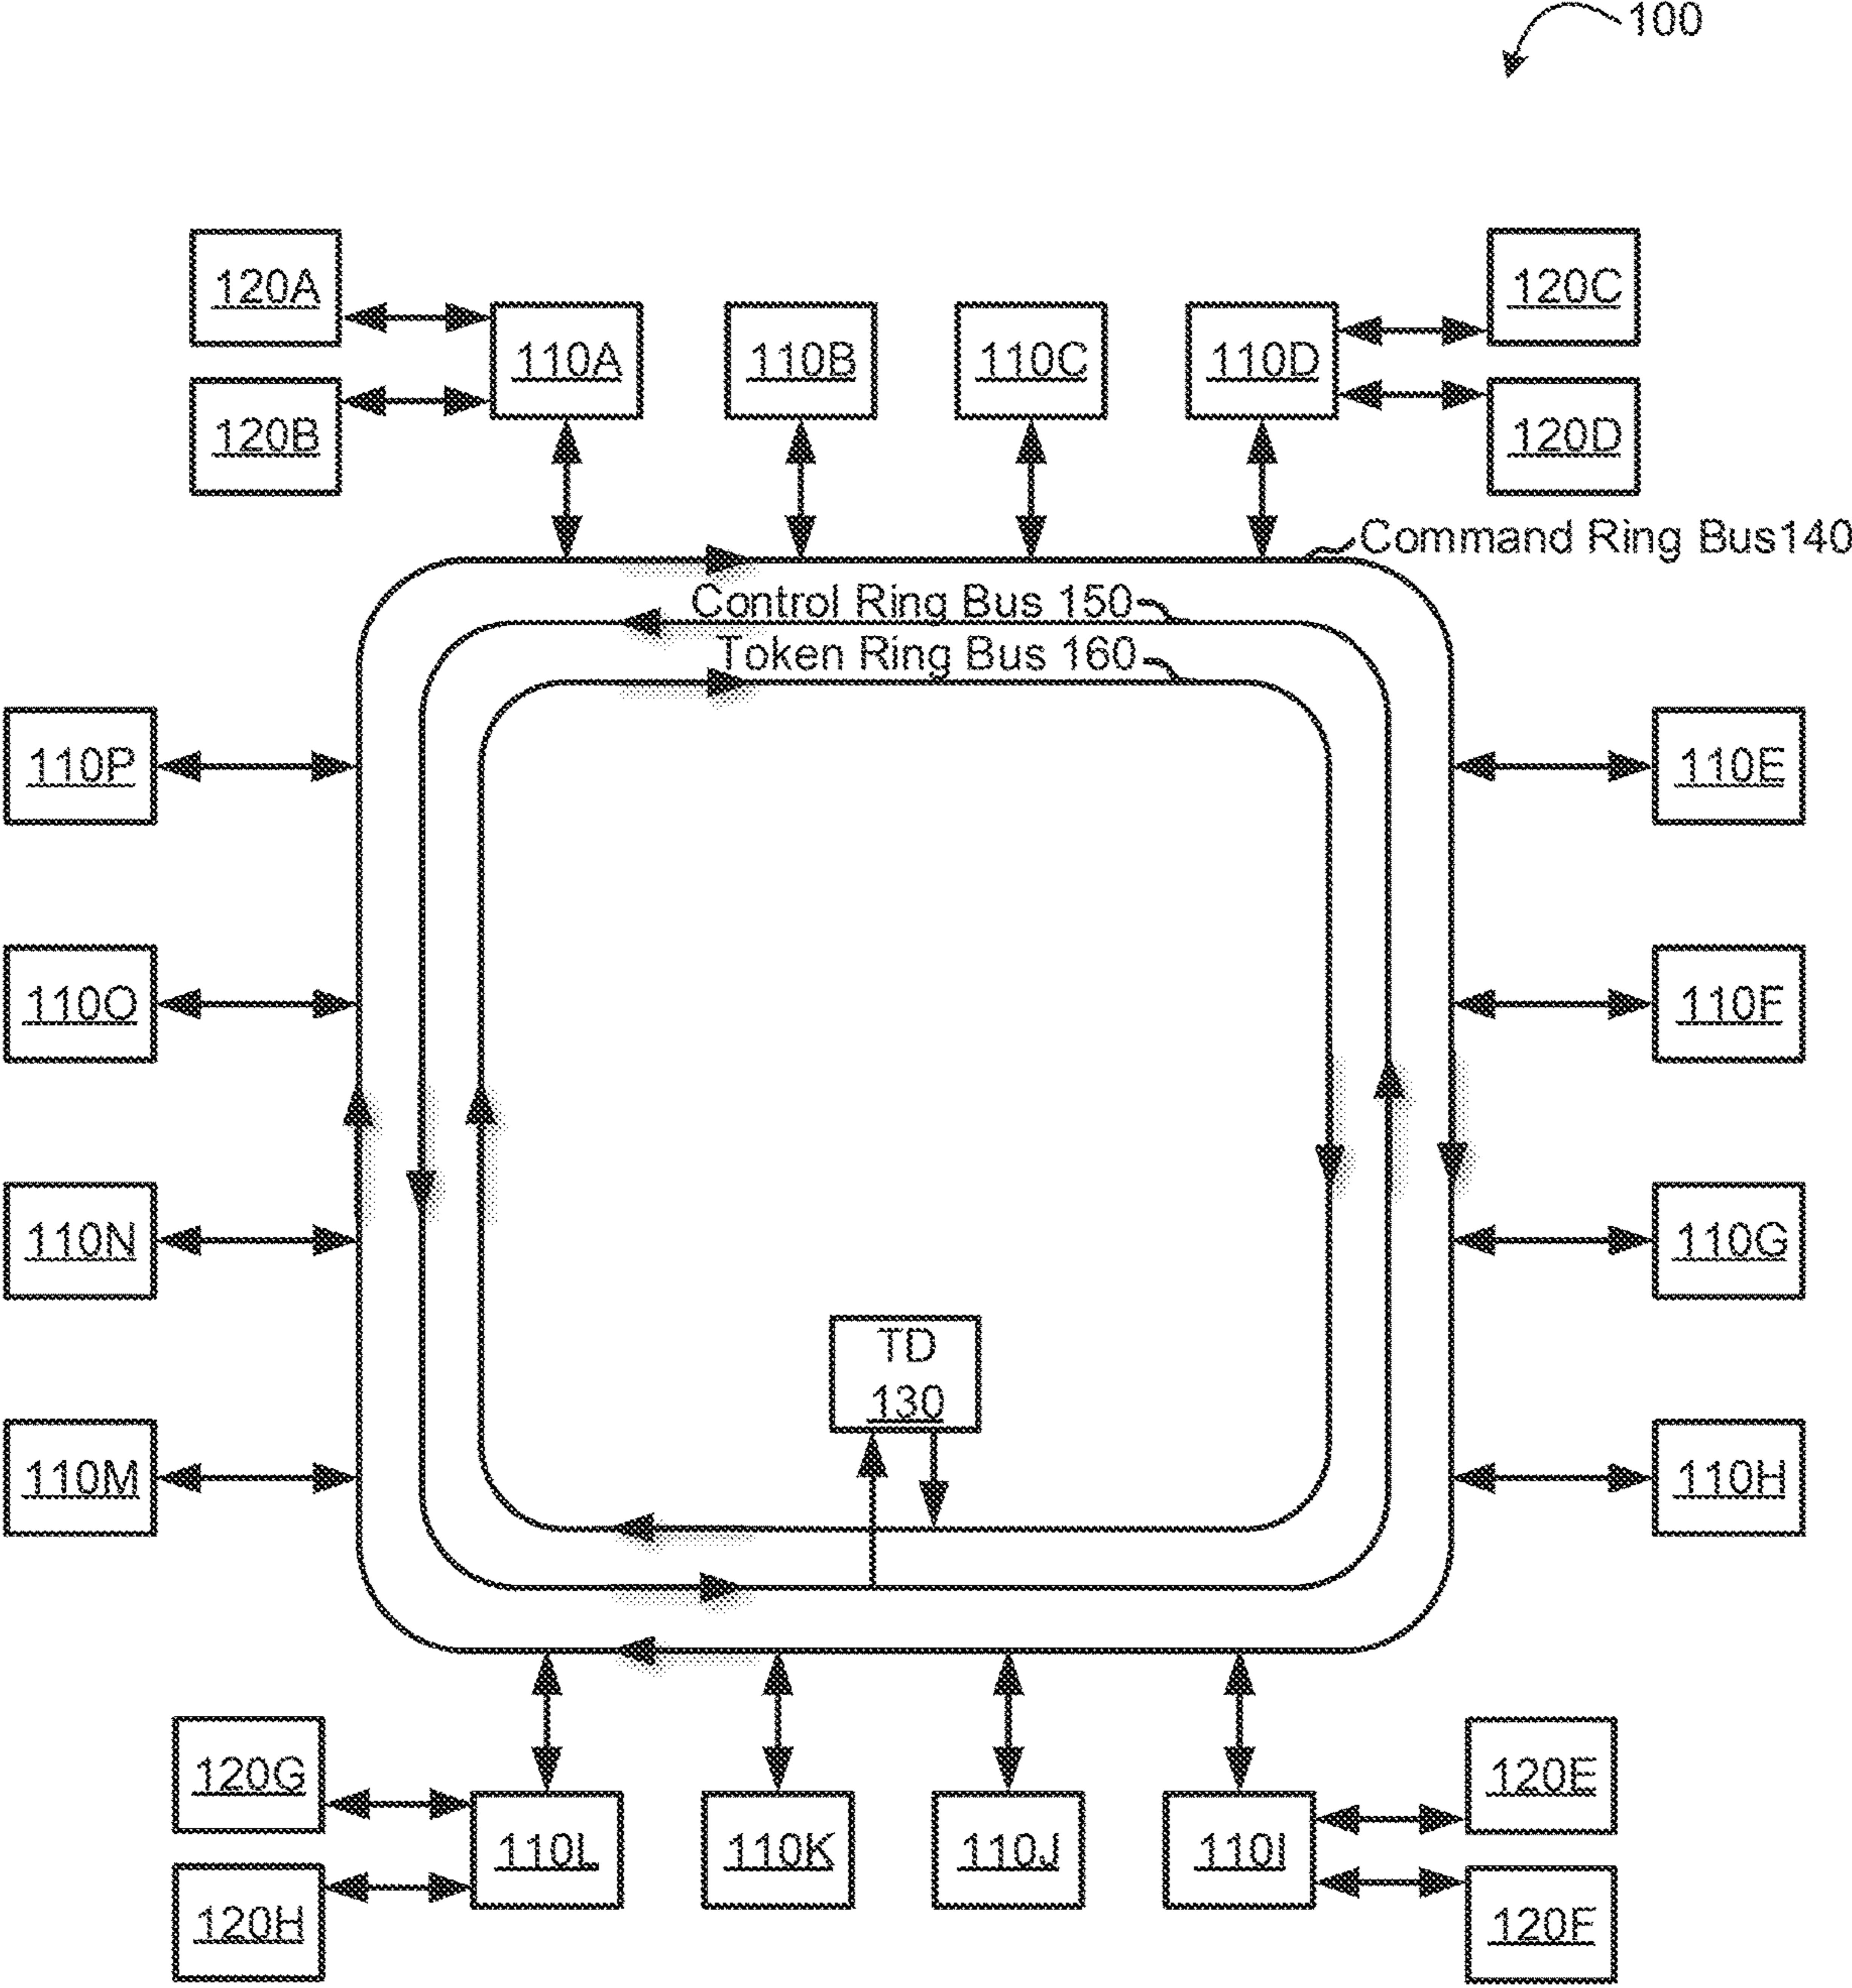 100
120A
120C
110A
110B
110C
110D
120B
120D
Command Ring Bus140
Control Ring Bus 150
Token Ring Bus 160
110P
110E
110O
110F
110N
110G
TD
130
110M
110H
120G
120E
110L
110K
110J
110I
120H
120F